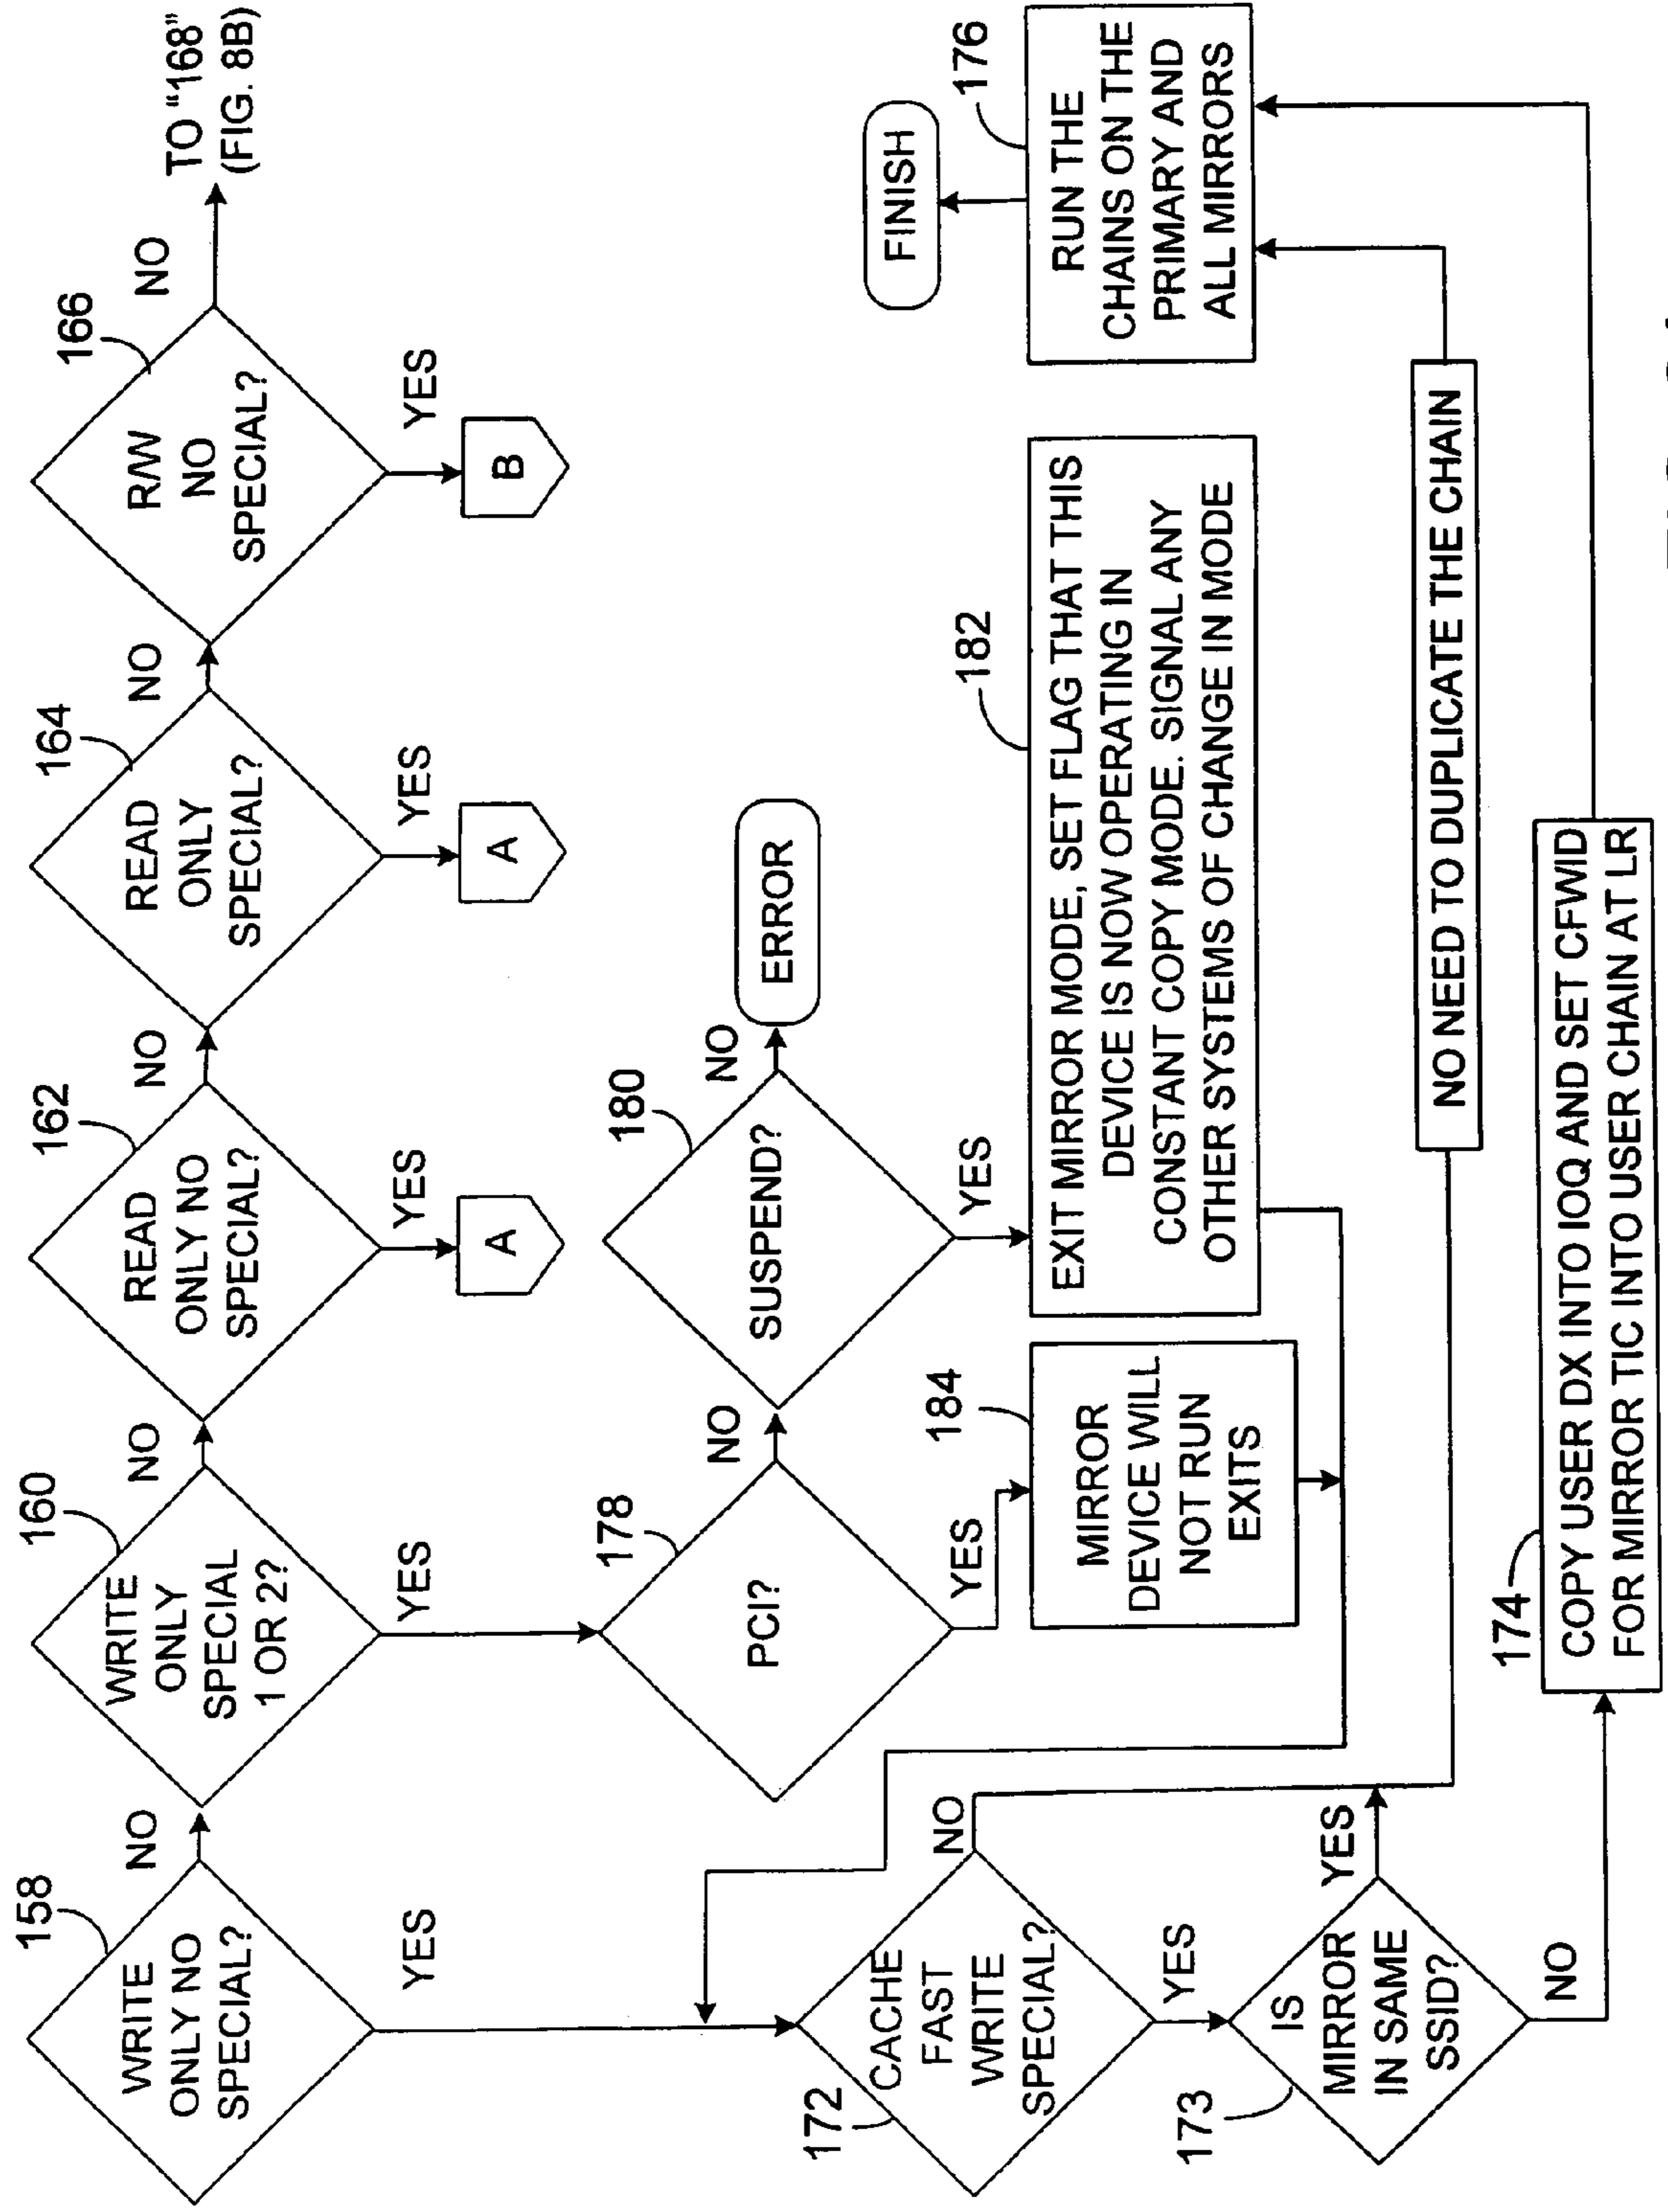 158
WRITE
ONLY NO
SPECIAL?
NO
YES
160
WRITE
ONLY
SPECIAL
1 OR 2?
NO
YES
162
READ
ONLY NO
SPECIAL?
NO
YES
A
164
READ
ONLY
SPECIAL?
NO
YES
A
166
R/W
NO
SPECIAL?
NO
YES
B
TO "168"
(FIG. 8B)
178
PCI?
NO
YES
180
SUSPEND?
NO
YES
ERROR
184
MIRROR
DEVICE WILL
NOT RUN
EXITS
182
EXIT MIRROR MODE, SET FLAG THAT THIS
DEVICE IS NOW OPERATING IN
CONSTANT COPY MODE. SIGNAL ANY
OTHER SYSTEMS OF CHANGE IN MODE
FINISH
176
RUN THE
CHAINS ON THE
PRIMARY AND
ALL MIRRORS
172
CACHE
FAST
WRITE
SPECIAL?
NO
YES
173
IS
MIRROR
IN SAME
SSID?
YES
NO
NO NEED TO DUPLICATE THE CHAIN
174
COPY USER DX INTO IOQ AND SET CFWID
FOR MIRROR TIC INTO USER CHAIN AT LR